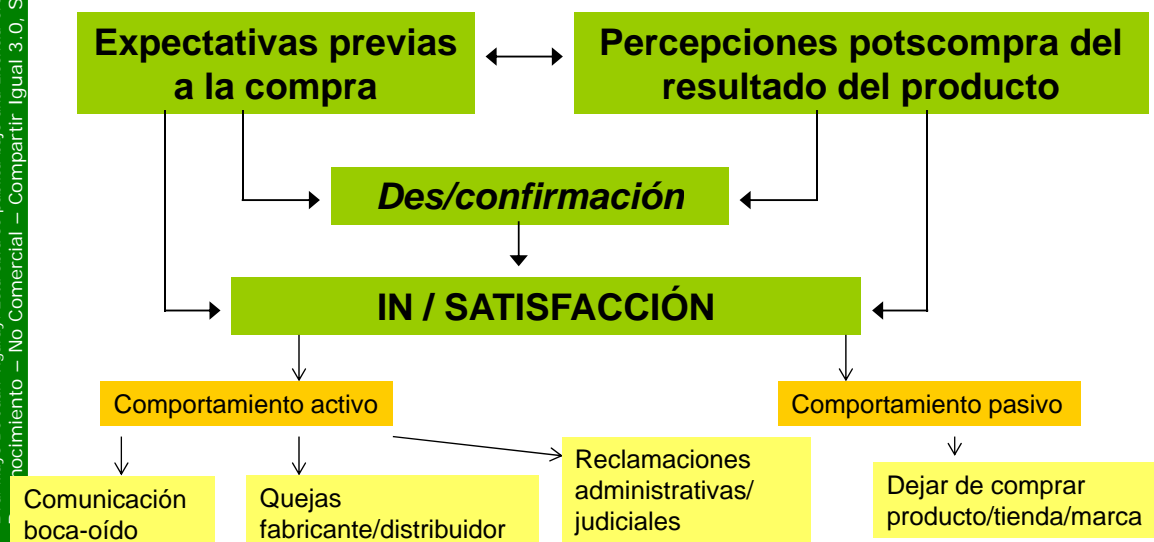 Expectativas previas
a la compra
Percepciones potscompra del
resultado del producto
Des/confirmación
IN / SATISFACCIÓN
Comportamiento activo
Comportamiento pasivo
Comunicación
boca-oído
Quejas
fabricante/distribuidor
Reclamaciones
administrativas/
judiciales
Dejar de comprar
producto/tienda/marca
– No Comercial – Compartir Igual 3.0,